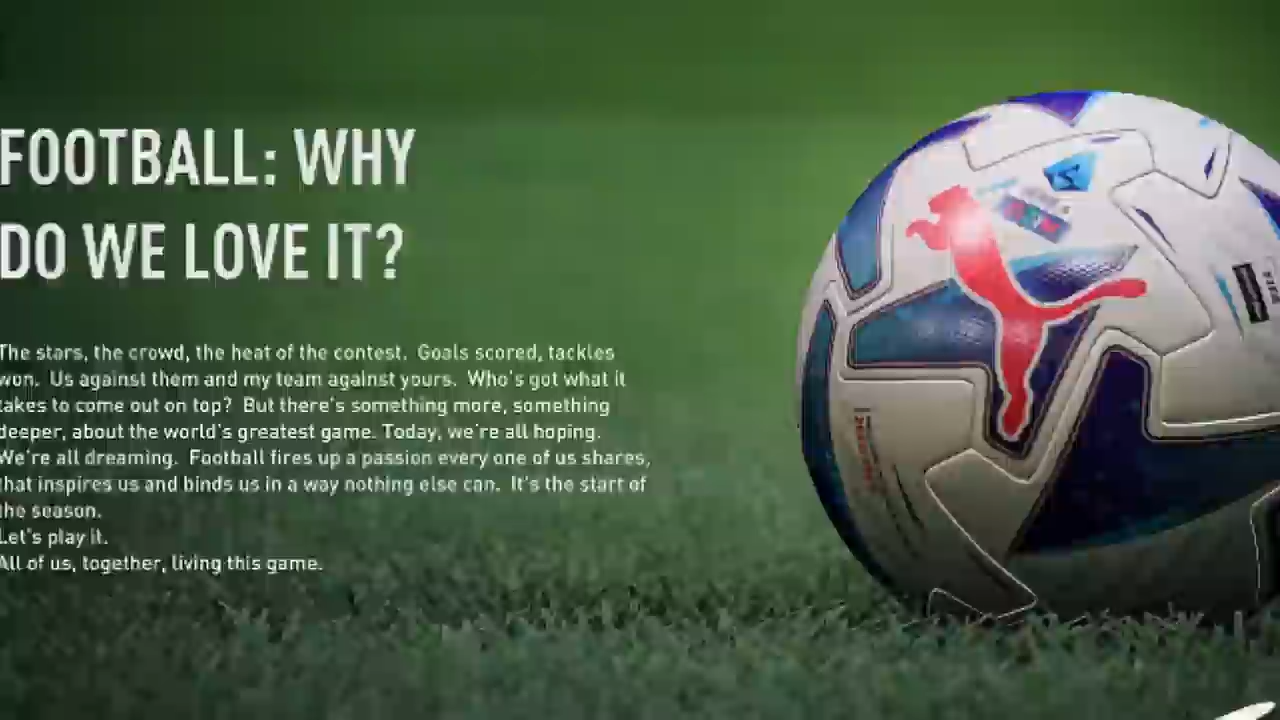 FOOTBALL: WHY
DO WE LOVE IT?
The stars, the crowd, the heat of the contest. Goals scored, tackles
won. Us against them and my team against yours. Who's got what it
takes to come out on top? But there's something more, something
deeper, about the world's greatest game. Today, we're all hoping.
We're all dreaming. Football fires up a passion every one of us shares,
that inspires us and binds us in a way nothing else can. It's the start of
the season.
Let's play it.
All of us, together, living this game.